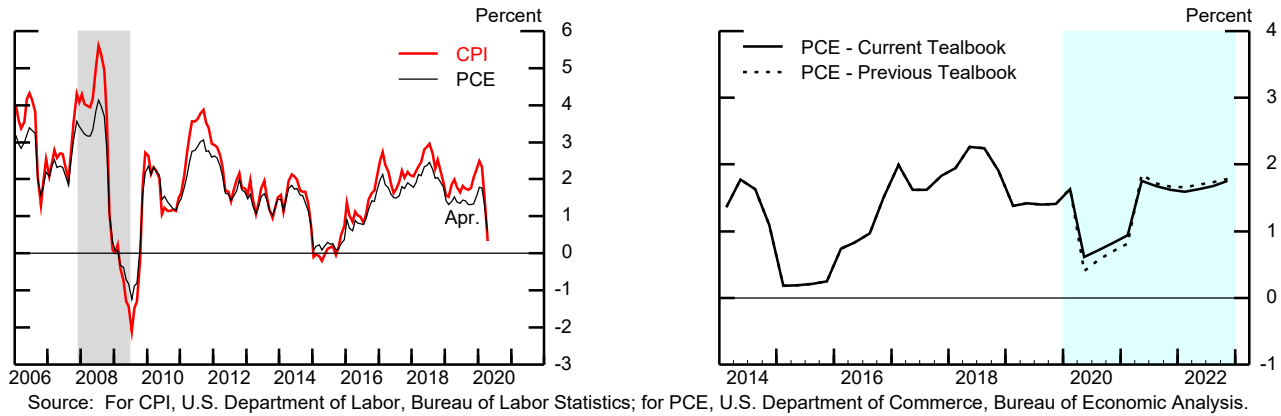 Percent
6
5
4
3
2
1
0
-1
-2
-3
CPI
PCE
Apr.
2006 2008 2010 2012 2014 2016 2018 2020
Percent
4
3
2
1
0
-1
PCE - Current Tealbook
PCE - Previous Tealbook
2014 2016 2018 2020 2022
Source: For CPI, U.S. Department of Labor, Bureau of Labor Statistics; for PCE, U.S. Department of Commerce, Bureau of Economic Analysis.